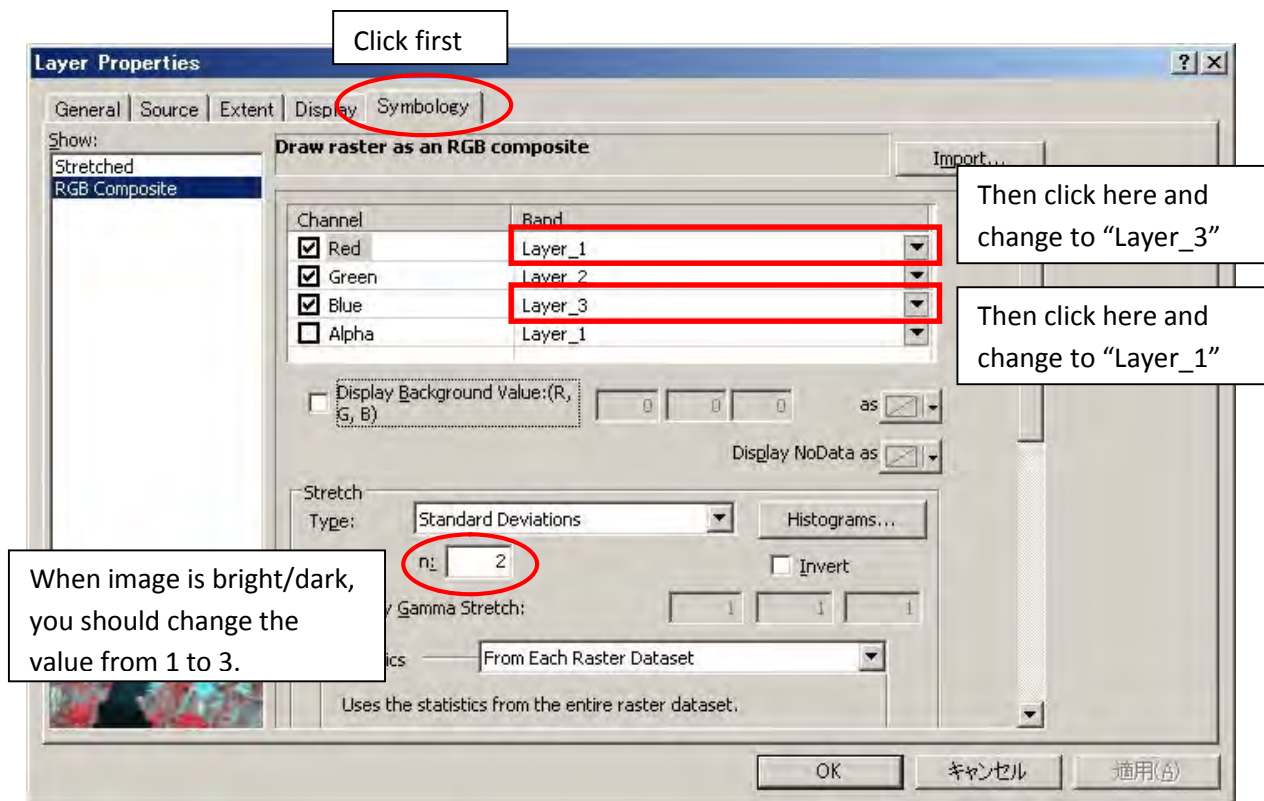 Click first
Layer Properties
General Source Extent Display Symbology
Show:
Stretched
RGB Composite
Draw raster as an RGB composite
Import...
Channel Band
Red Layer_1
Green Layer_2
Blue Layer_3
Alpha Layer_1
Then click here and
change to “Layer_3”
Then click here and
change to “Layer_1”
Display Background Value:(R,
G, B)
0 0 0 as
Display NoData as
Stretch
Type: Standard Deviations Histograms...
n: 2 Invert
Gamma Stretch: 1 1 1
When image is bright/dark,
you should change the
value from 1 to 3.
ics From Each Raster Dataset
Uses the statistics from the entire raster dataset.
OK キャンセル 適用(A)